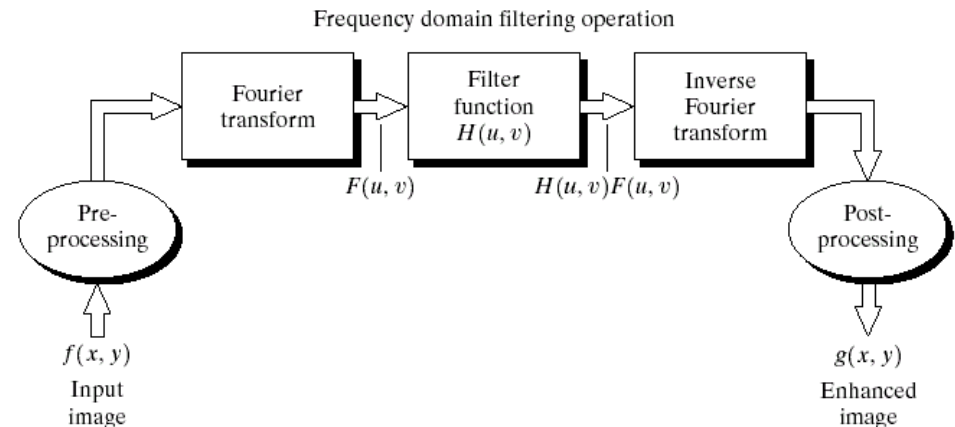 Frequency domain filtering operation
Fourier
transform
Filter
function
H(u, v)
Inverse
Fourier
transform
F(u, v)
H(u, v)F(u, v)
Pre-
processing
Post-
processing
f(x, y)
Input
image
g(x, y)
Enhanced
image